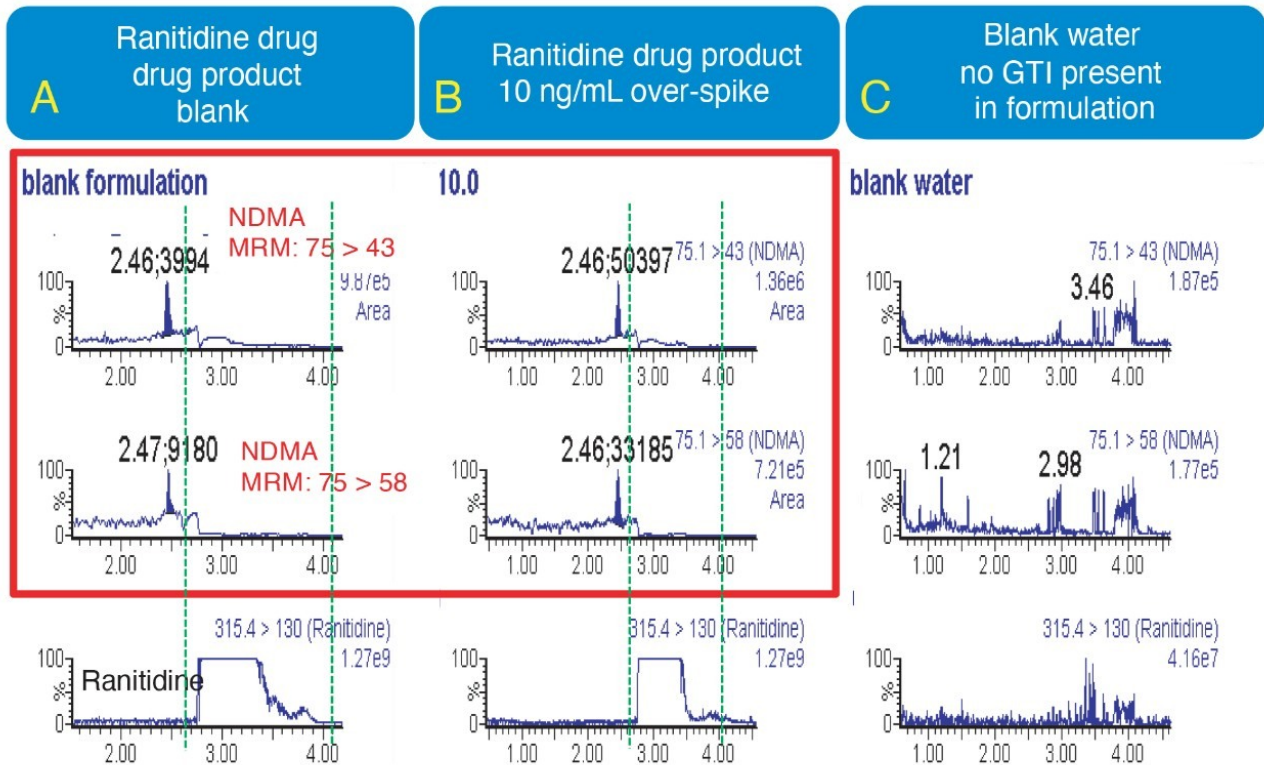 A
Ranitidine drug
drug product
blank
B
Ranitidine drug product
10 ng/mL over-spike
C
Blank water
no GTI present
in formulation
blank formulation
NDMA
MRM: 75 > 43
2.46;3994
9.87e5
Area
100
%
0
2.00 3.00 4.00
2.47;9180
NDMA
MRM: 75 > 58
100
%
0
2.00 3.00 4.00
315.4 > 130 (Ranitidine)
1.27e9
100
Ranitidine
%
0
2.00 3.00 4.00
10.0
2.46;50397
75.1 > 43 (NDMA)
1.36e6
Area
100
%
0
1.00 2.00 3.00 4.00
2.46;33185
75.1 > 58 (NDMA)
7.21e5
Area
100
%
0
1.00 2.00 3.00 4.00
315.4 > 130 (Ranitidine)
1.27e9
100
%
0
1.00 2.00 3.00 4.00
blank water
75.1 > 43 (NDMA)
1.87e5
3.46
100
%
0
1.00 2.00 3.00 4.00
75.1 > 58 (NDMA)
1.77e5
1.21
2.98
100
%
0
1.00 2.00 3.00 4.00
315.4 > 130 (Ranitidine)
4.16e7
100
%
0
1.00 2.00 3.00 4.00